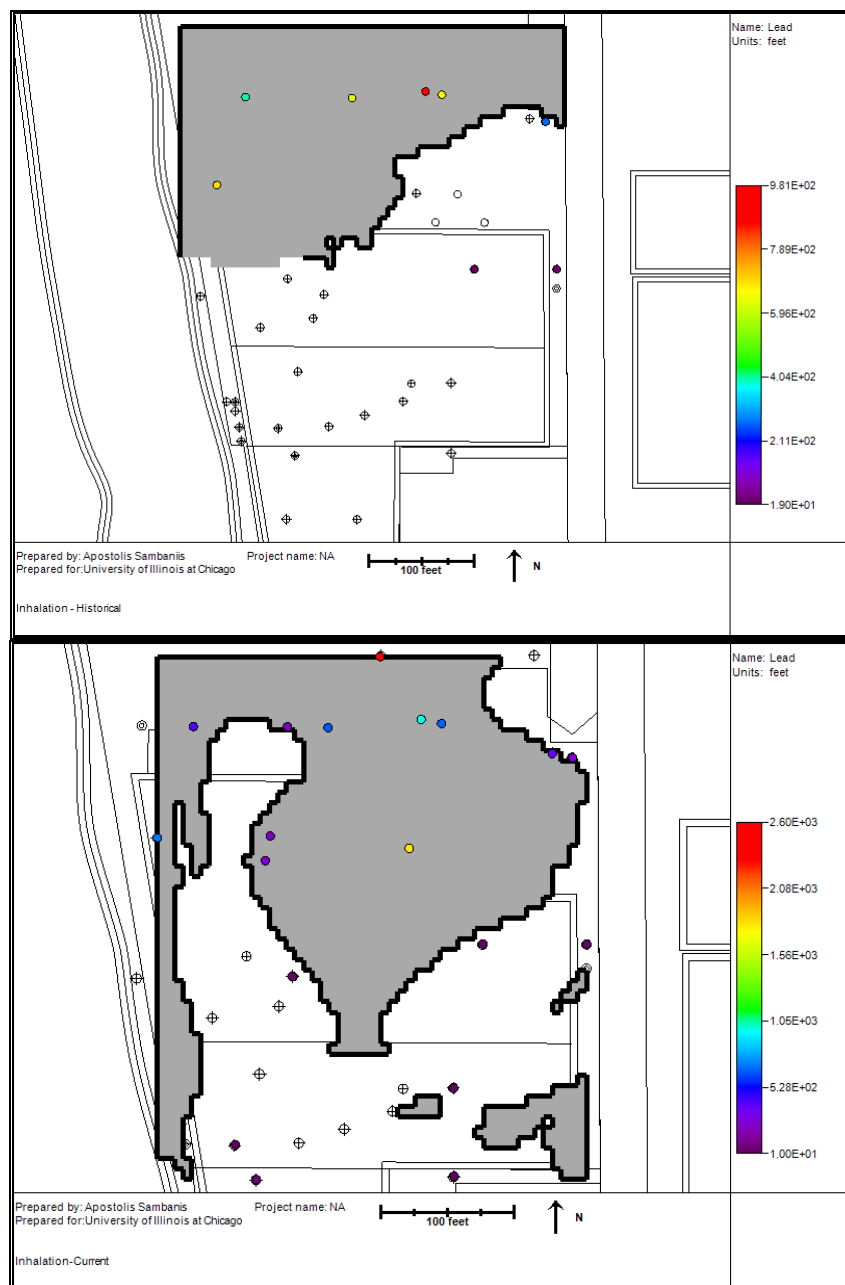 Name: Lead
Units: feet
9.81E+02
7.89E+02
5.96E+02
4.04E+02
2.11E+02
1.90E+01
Prepared by: Apostolis Sambaniis Project name: NA
Prepared for:University of Illinois at Chicago
100 feet
N
Inhalation - Historical
Name: Lead
Units: feet
2.60E+03
2.08E+03
1.56E+03
1.05E+03
5.28E+02
1.00E+01
Prepared by: Apostolis Sambanis Project name: NA
Prepared for:University of Illinois at Chicago
100 feet
N
Inhalation-Current